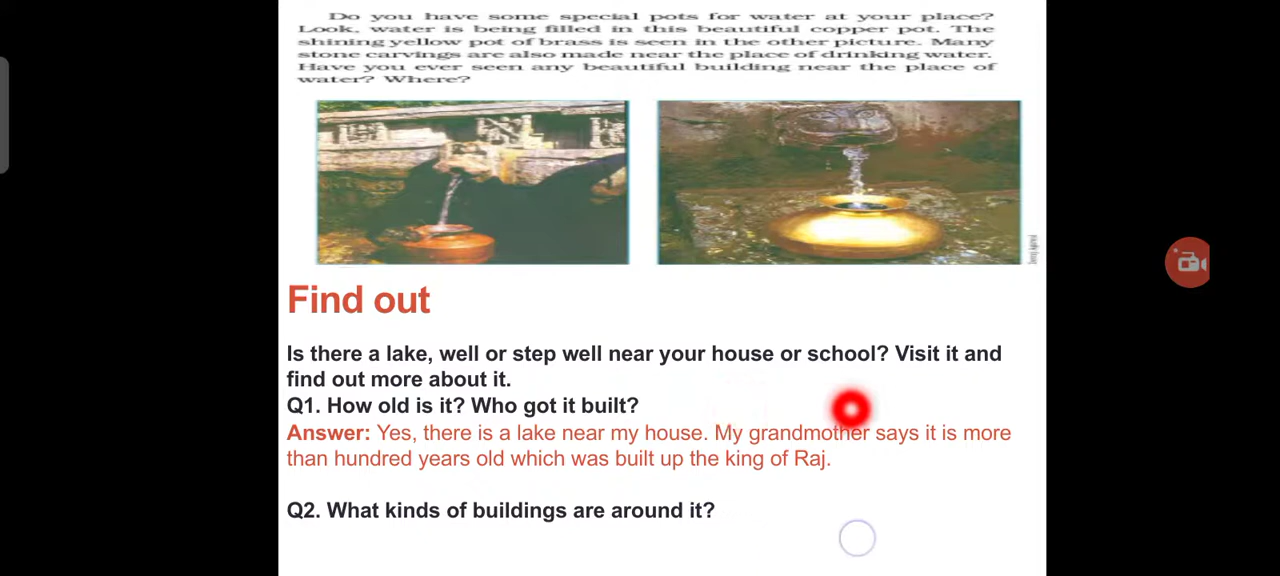 Do you have some special pots for water at your place?
Look, water is being filled in this beautiful copper pot. The
shining yellow pot of brass is seen in the other picture. Many
stone carvings are also made near the place of drinking water.
Have you ever seen any beautiful building near the place of
water? Where?
Find out
Is there a lake, well or step well near your house or school? Visit it and
find out more about it.
Q1. How old is it? Who got it built?
Answer: Yes, there is a lake near my house. My grandmother says it is more
than hundred years old which was built up the king of Raj.
Q2. What kinds of buildings are around it?